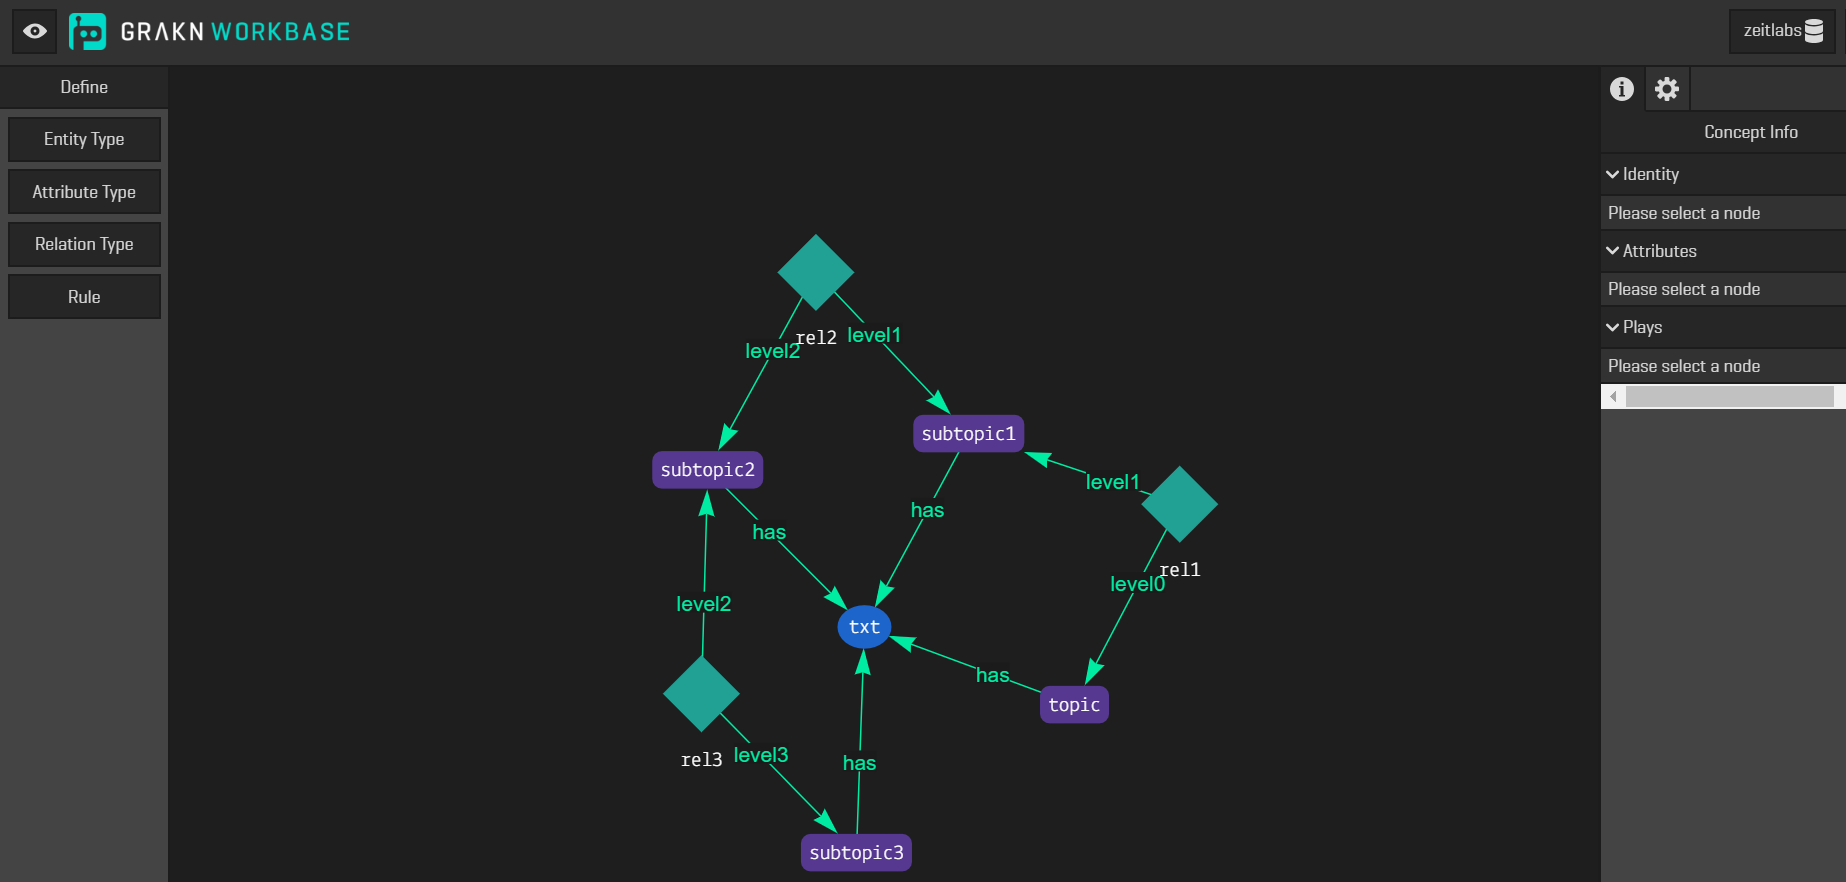 GRAKN WORKBASE
zeitlabs
Define
Entity Type
Attribute Type
Relation Type
Rule
rel2
level1
level2
subtopic1
subtopic2
level1
has
has
rel1
level0
level2
txt
has
topic
rel3
level3
has
subtopic3
Concept Info
Identity
Please select a node
Attributes
Please select a node
Plays
Please select a node